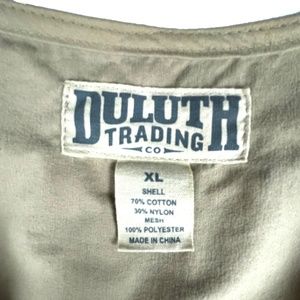 DULUTH
TRADING
CO
XL
SHELL
70% COTTON
30% NYLON
MESH
100% POLYESTER
MADE IN CHINA